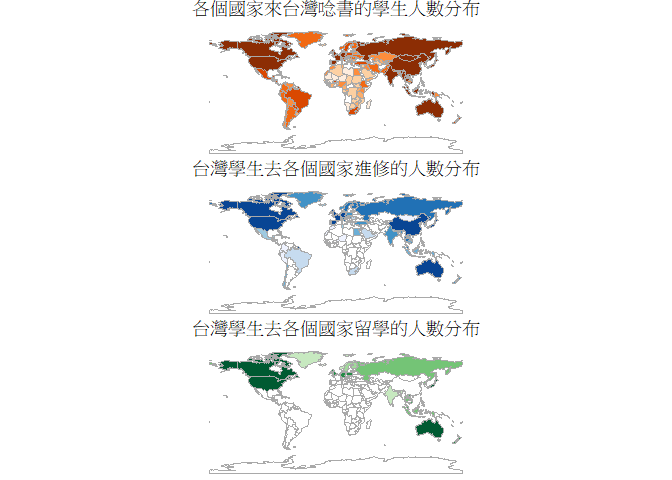 各個國家來台灣唸書的學生人數分布
台灣學生去各個國家進修的人數分布
台灣學生去各個國家留學的人數分布